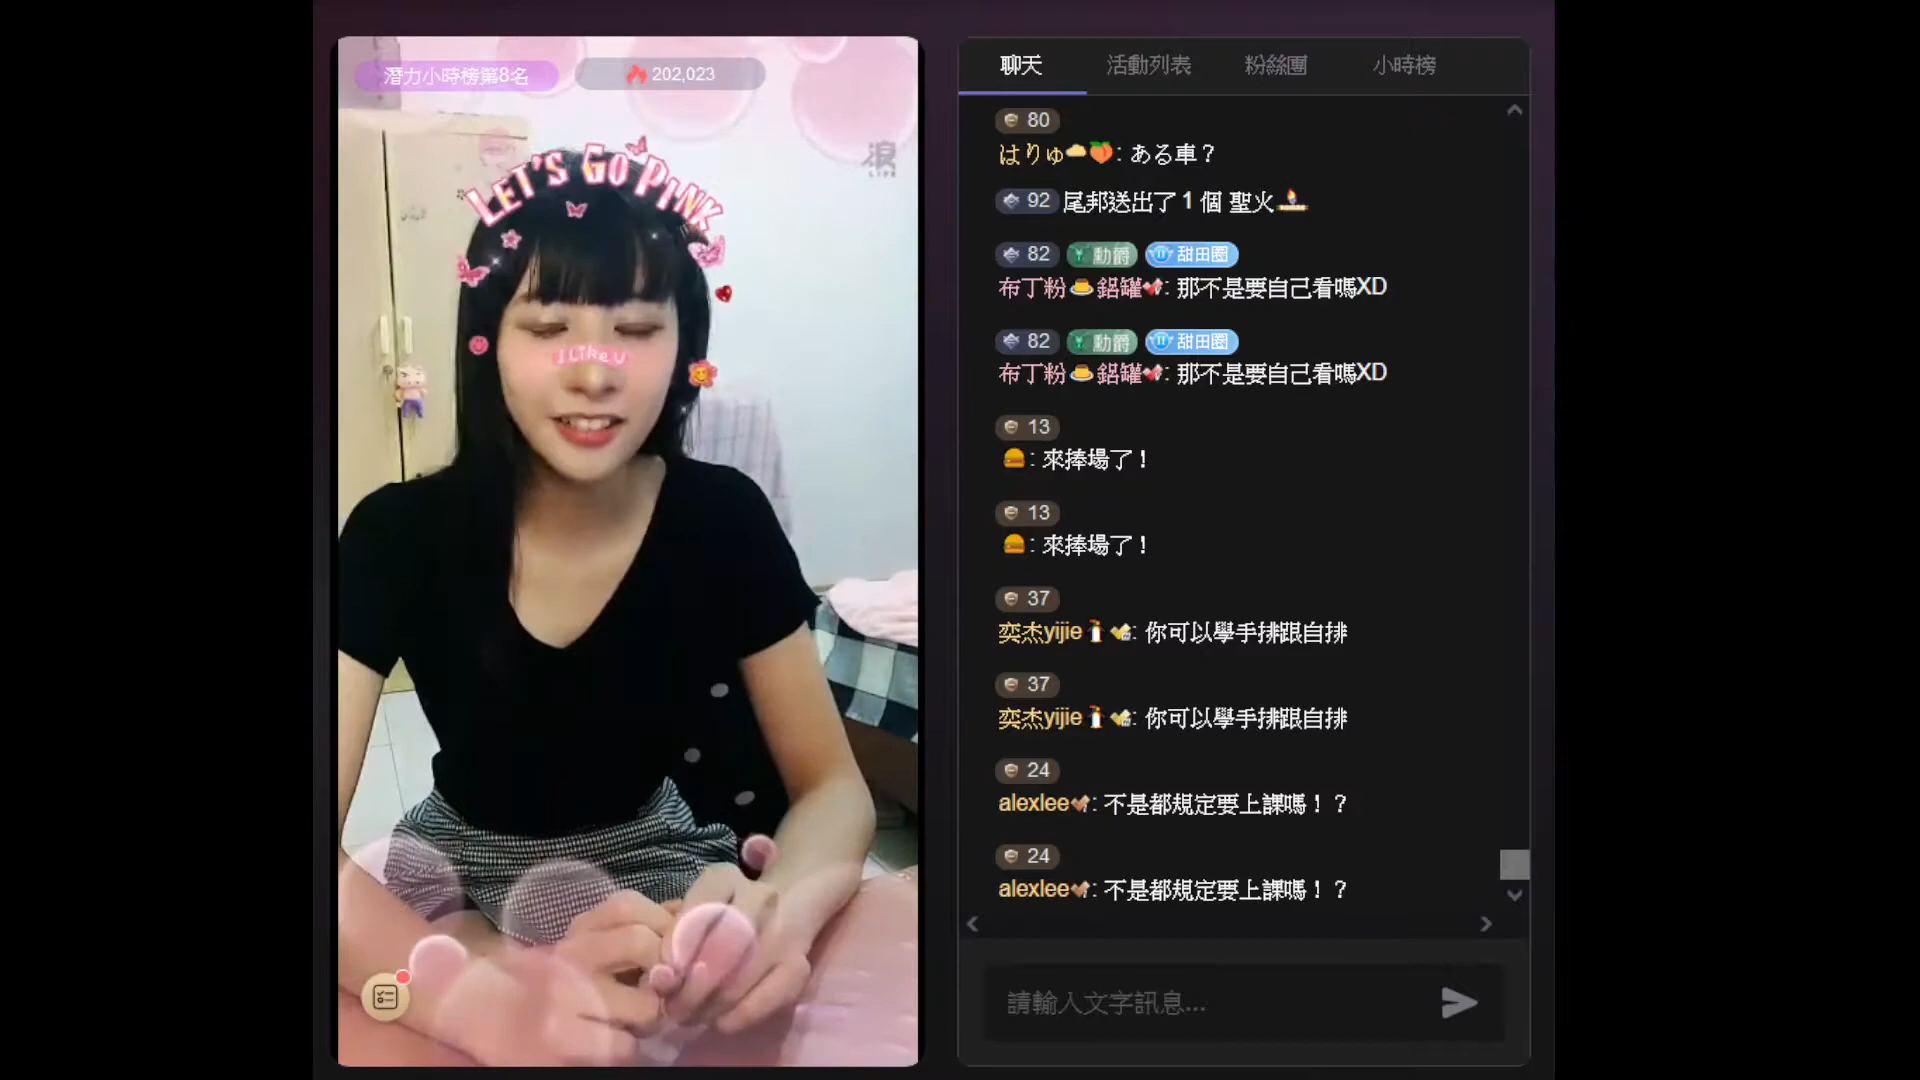 潛力小時榜第8名
202,023
浪
LIVE
LET'S GO PINK
I Like U
聊天
活動列表
粉絲團
小時榜
80
はりゅ: ある車？
92 尾邦送出了 1 個 聖火
82 勳爵 甜田圈
布丁粉鋁罐: 那不是要自己看嗎XD
82 勳爵 甜田圈
布丁粉鋁罐: 那不是要自己看嗎XD
13
: 來捧場了！
13
: 來捧場了！
37
奕杰yijie: 你可以學手排跟自排
37
奕杰yijie: 你可以學手排跟自排
24
alexlee: 不是都規定要上課嗎！？
24
alexlee: 不是都規定要上課嗎！？
請輸入文字訊息...